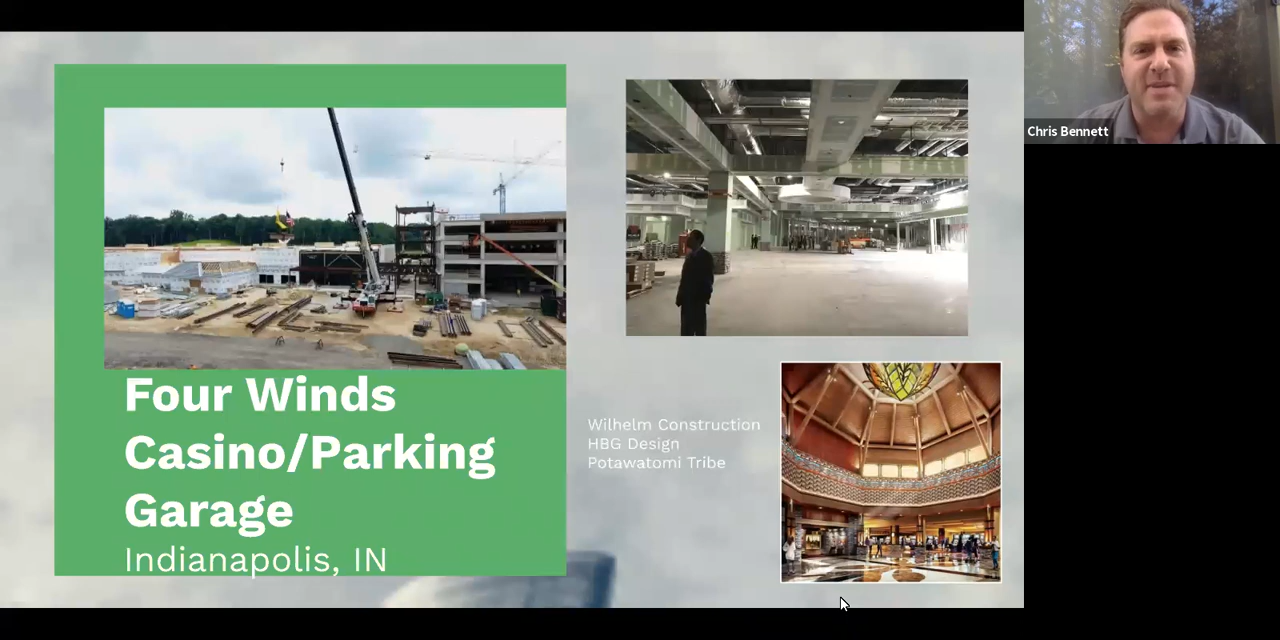 Four Winds
Casino/Parking
Garage
Indianapolis, IN
Wilhelm Construction
HBG Design
Potawatomi Tribe
Chris Bennett